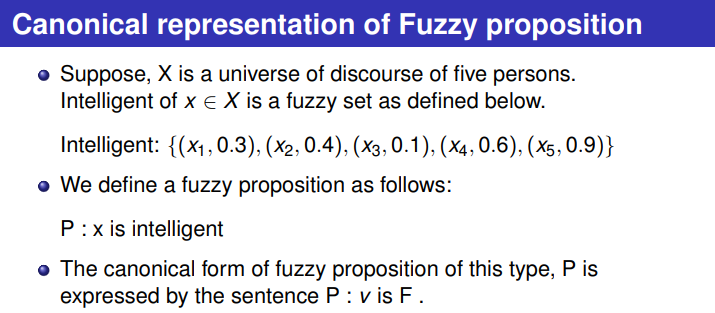 Canonical representation of Fuzzy proposition
Suppose, X is a universe of discourse of five persons.
Intelligent of x ∈ X is a fuzzy set as defined below.
Intelligent: {(x₁, 0.3), (x₂, 0.4), (x₃, 0.1), (x₄, 0.6), (x₅, 0.9)}
We define a fuzzy proposition as follows:
P : x is intelligent
The canonical form of fuzzy proposition of this type, P is
expressed by the sentence P : v is F .